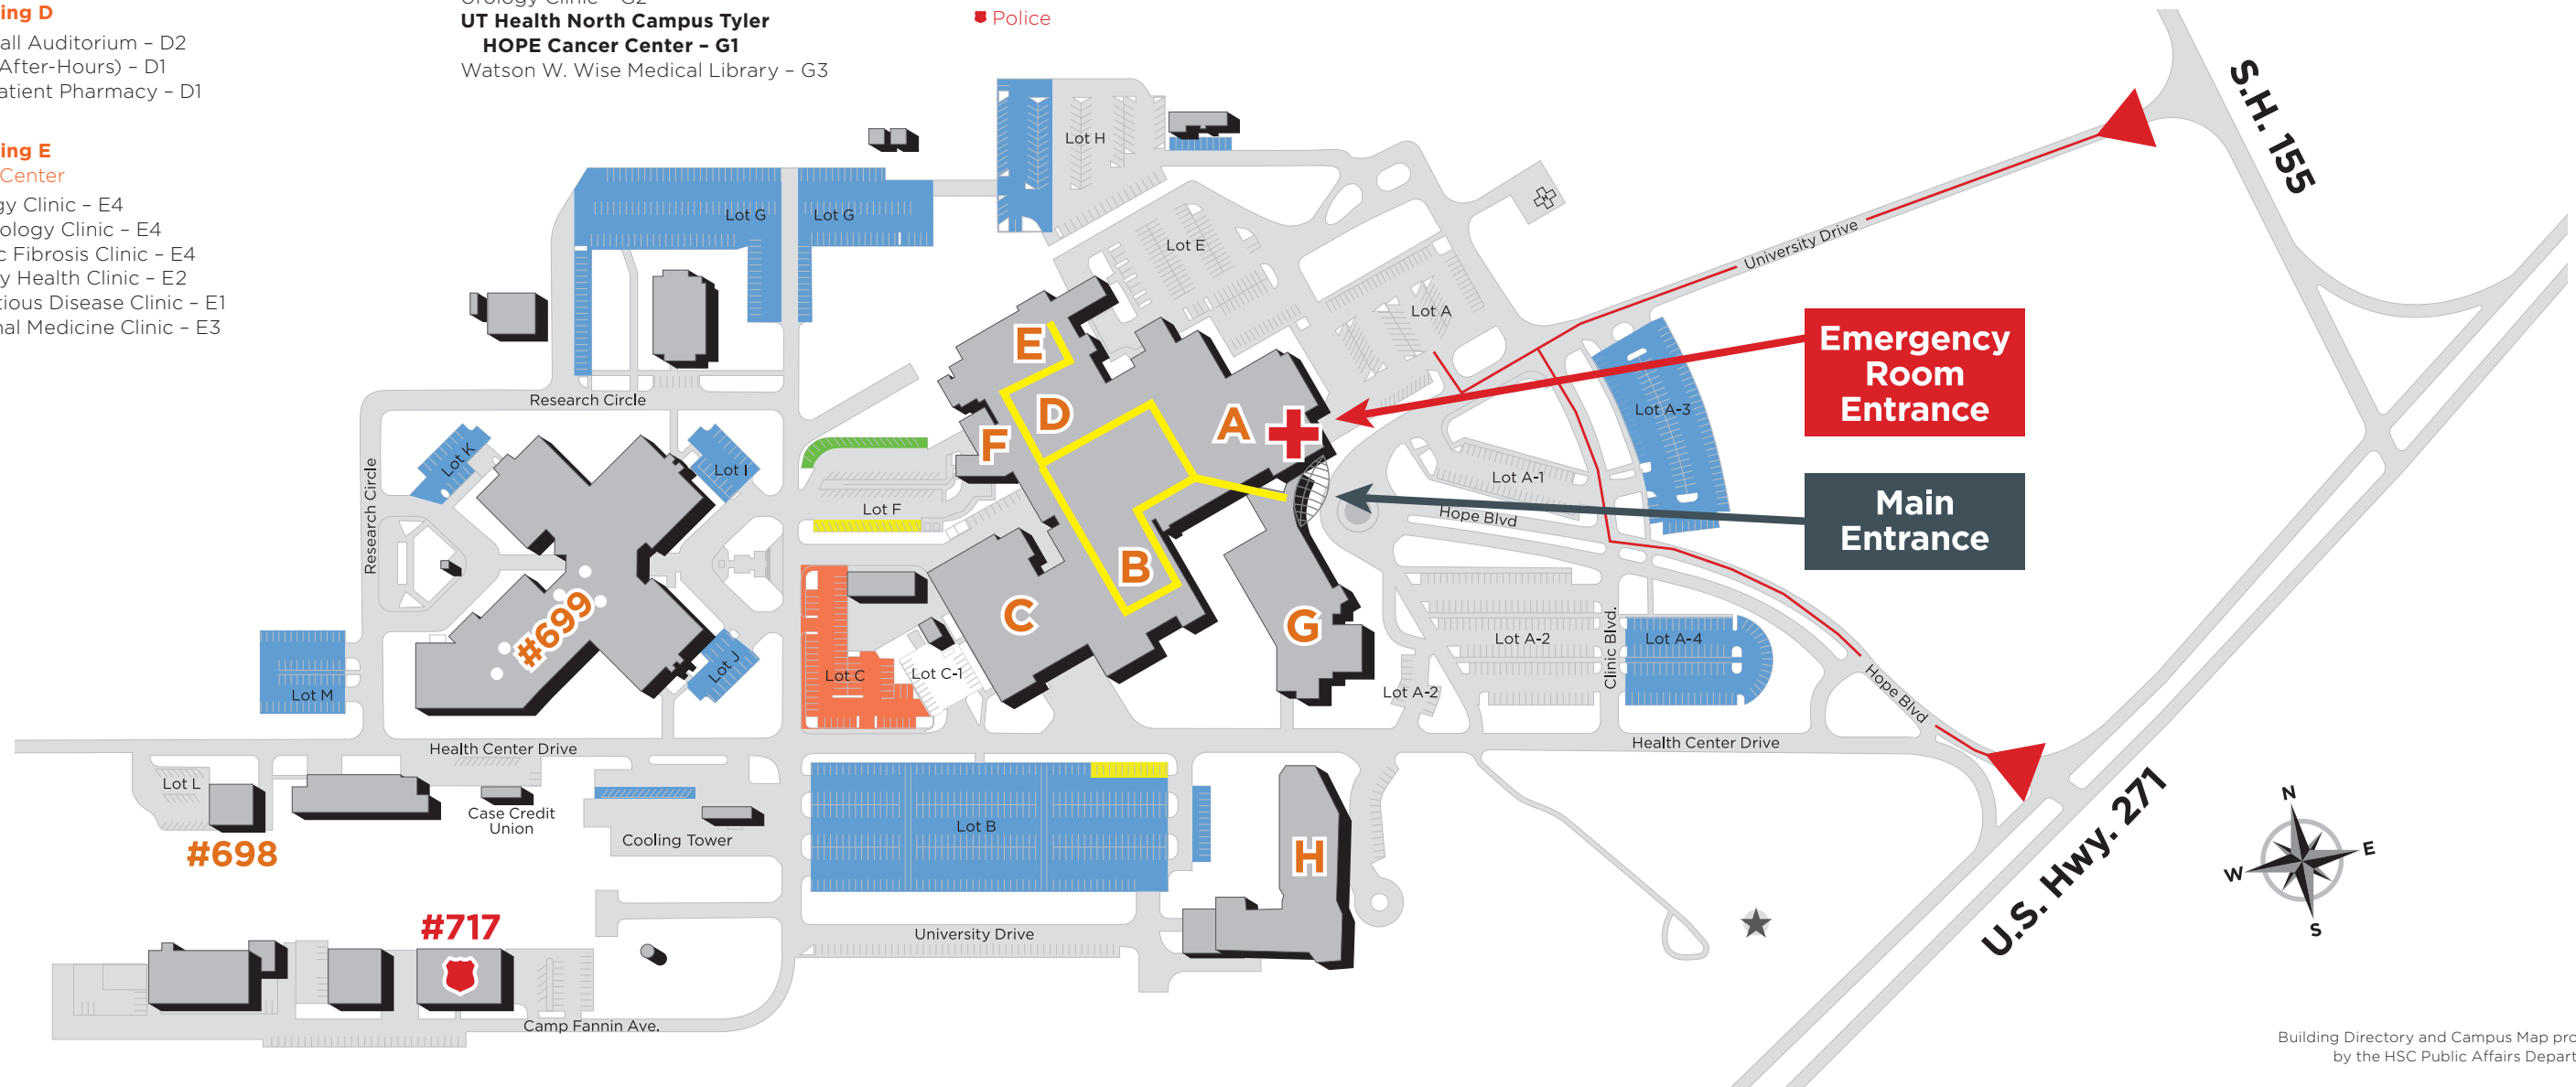 ing D
all Auditorium – D2
After-Hours) – D1
atient Pharmacy – D1
ing E
Center
gy Clinic – E4
ology Clinic – E4
c Fibrosis Clinic – E4
y Health Clinic – E2
tious Disease Clinic – E1
nal Medicine Clinic – E3
Urology Clinic – G2
UT Health North Campus Tyler
HOPE Cancer Center – G1
Watson W. Wise Medical Library – G3
Police
S.H. 155
Lot H
Lot G
Lot G
Lot E
University Drive
Lot A
Emergency
Room
Entrance
E
D
A
F
Research Circle
Lot A-3
Lot K
Lot I
Research Circle
Lot A-1
Lot F
Hope Blvd
Main
Entrance
B
C
G
#699
Lot A-2
Clinic Blvd.
Lot A-4
Lot M
Lot J
Lot C
Lot C-1
Lot A-2
Hope Blvd
Health Center Drive
Health Center Drive
Lot L
Case Credit
Union
Cooling Tower
#698
Lot B
H
U.S. Hwy. 271
N
E
W
S
#717
University Drive
Camp Fannin Ave.
Building Directory and Campus Map pro
by the HSC Public Affairs Depart